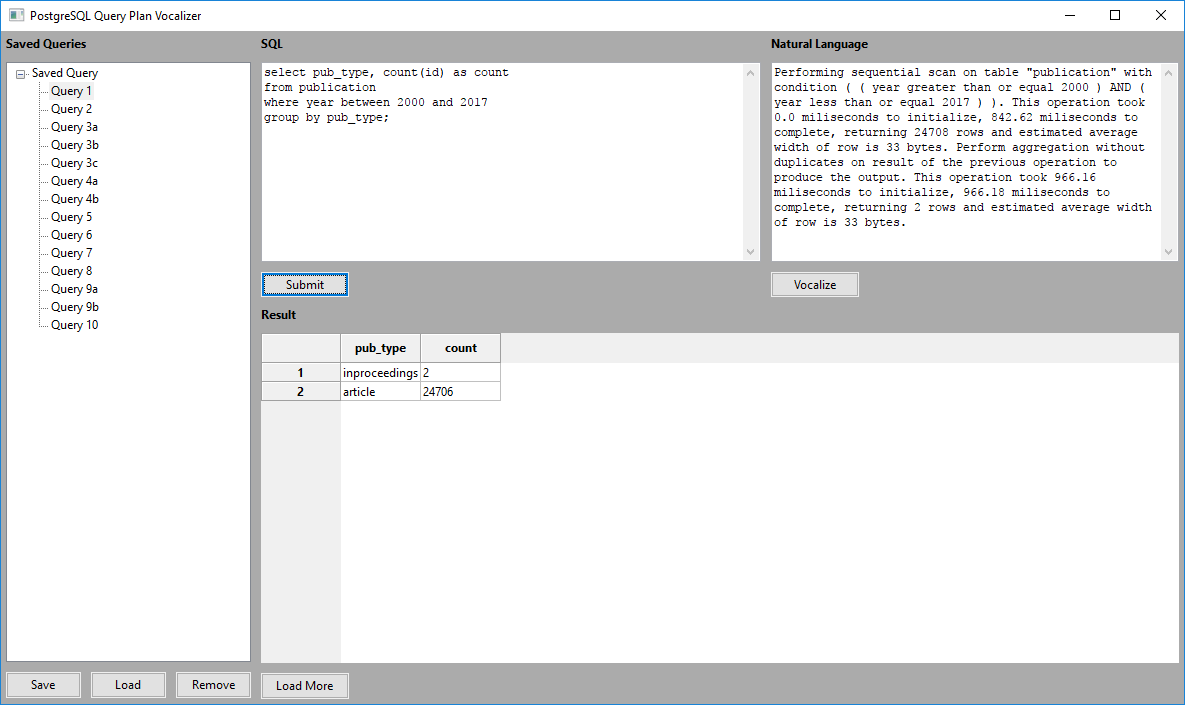 PostgreSQL Query Plan Vocalizer
Saved Queries
Saved Query
Query 1
Query 2
Query 3a
Query 3b
Query 3c
Query 4a
Query 4b
Query 5
Query 6
Query 7
Query 8
Query 9a
Query 9b
Query 10
Save
Load
Remove
SQL
select pub_type, count(id) as count
from publication
where year between 2000 and 2017
group by pub_type;
Submit
Natural Language
Performing sequential scan on table "publication" with
condition ( ( year greater than or equal 2000 ) AND (
year less than or equal 2017 ) ). This operation took
0.0 miliseconds to initialize, 842.62 miliseconds to
complete, returning 24708 rows and estimated average
width of row is 33 bytes. Perform aggregation without
duplicates on result of the previous operation to
produce the output. This operation took 966.16
miliseconds to initialize, 966.18 miliseconds to
complete, returning 2 rows and estimated average width
of row is 33 bytes.
Vocalize
Result
pub_type count
1 inproceedings 2
2 article 24706
Load More